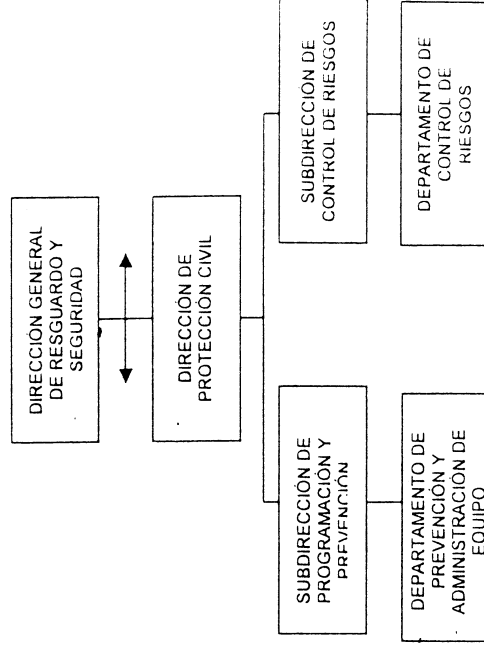 DIRECCIÓN GENERAL
DE RESGUARDO Y
SEGURIDAD
DIRECCIÓN DE
PROTECCIÓN CIVIL
SUBDIRECCIÓN DE
PROGRAMACIÓN Y
PREVENCIÓN
SUBDIRECCIÓN DE
CONTROL DE RIESGOS
DEPARTAMENTO DE
PREVENCIÓN Y
ADMINISTRACIÓN DE
EQUIPO
DEPARTAMENTO DE
CONTROL DE
RIESGOS